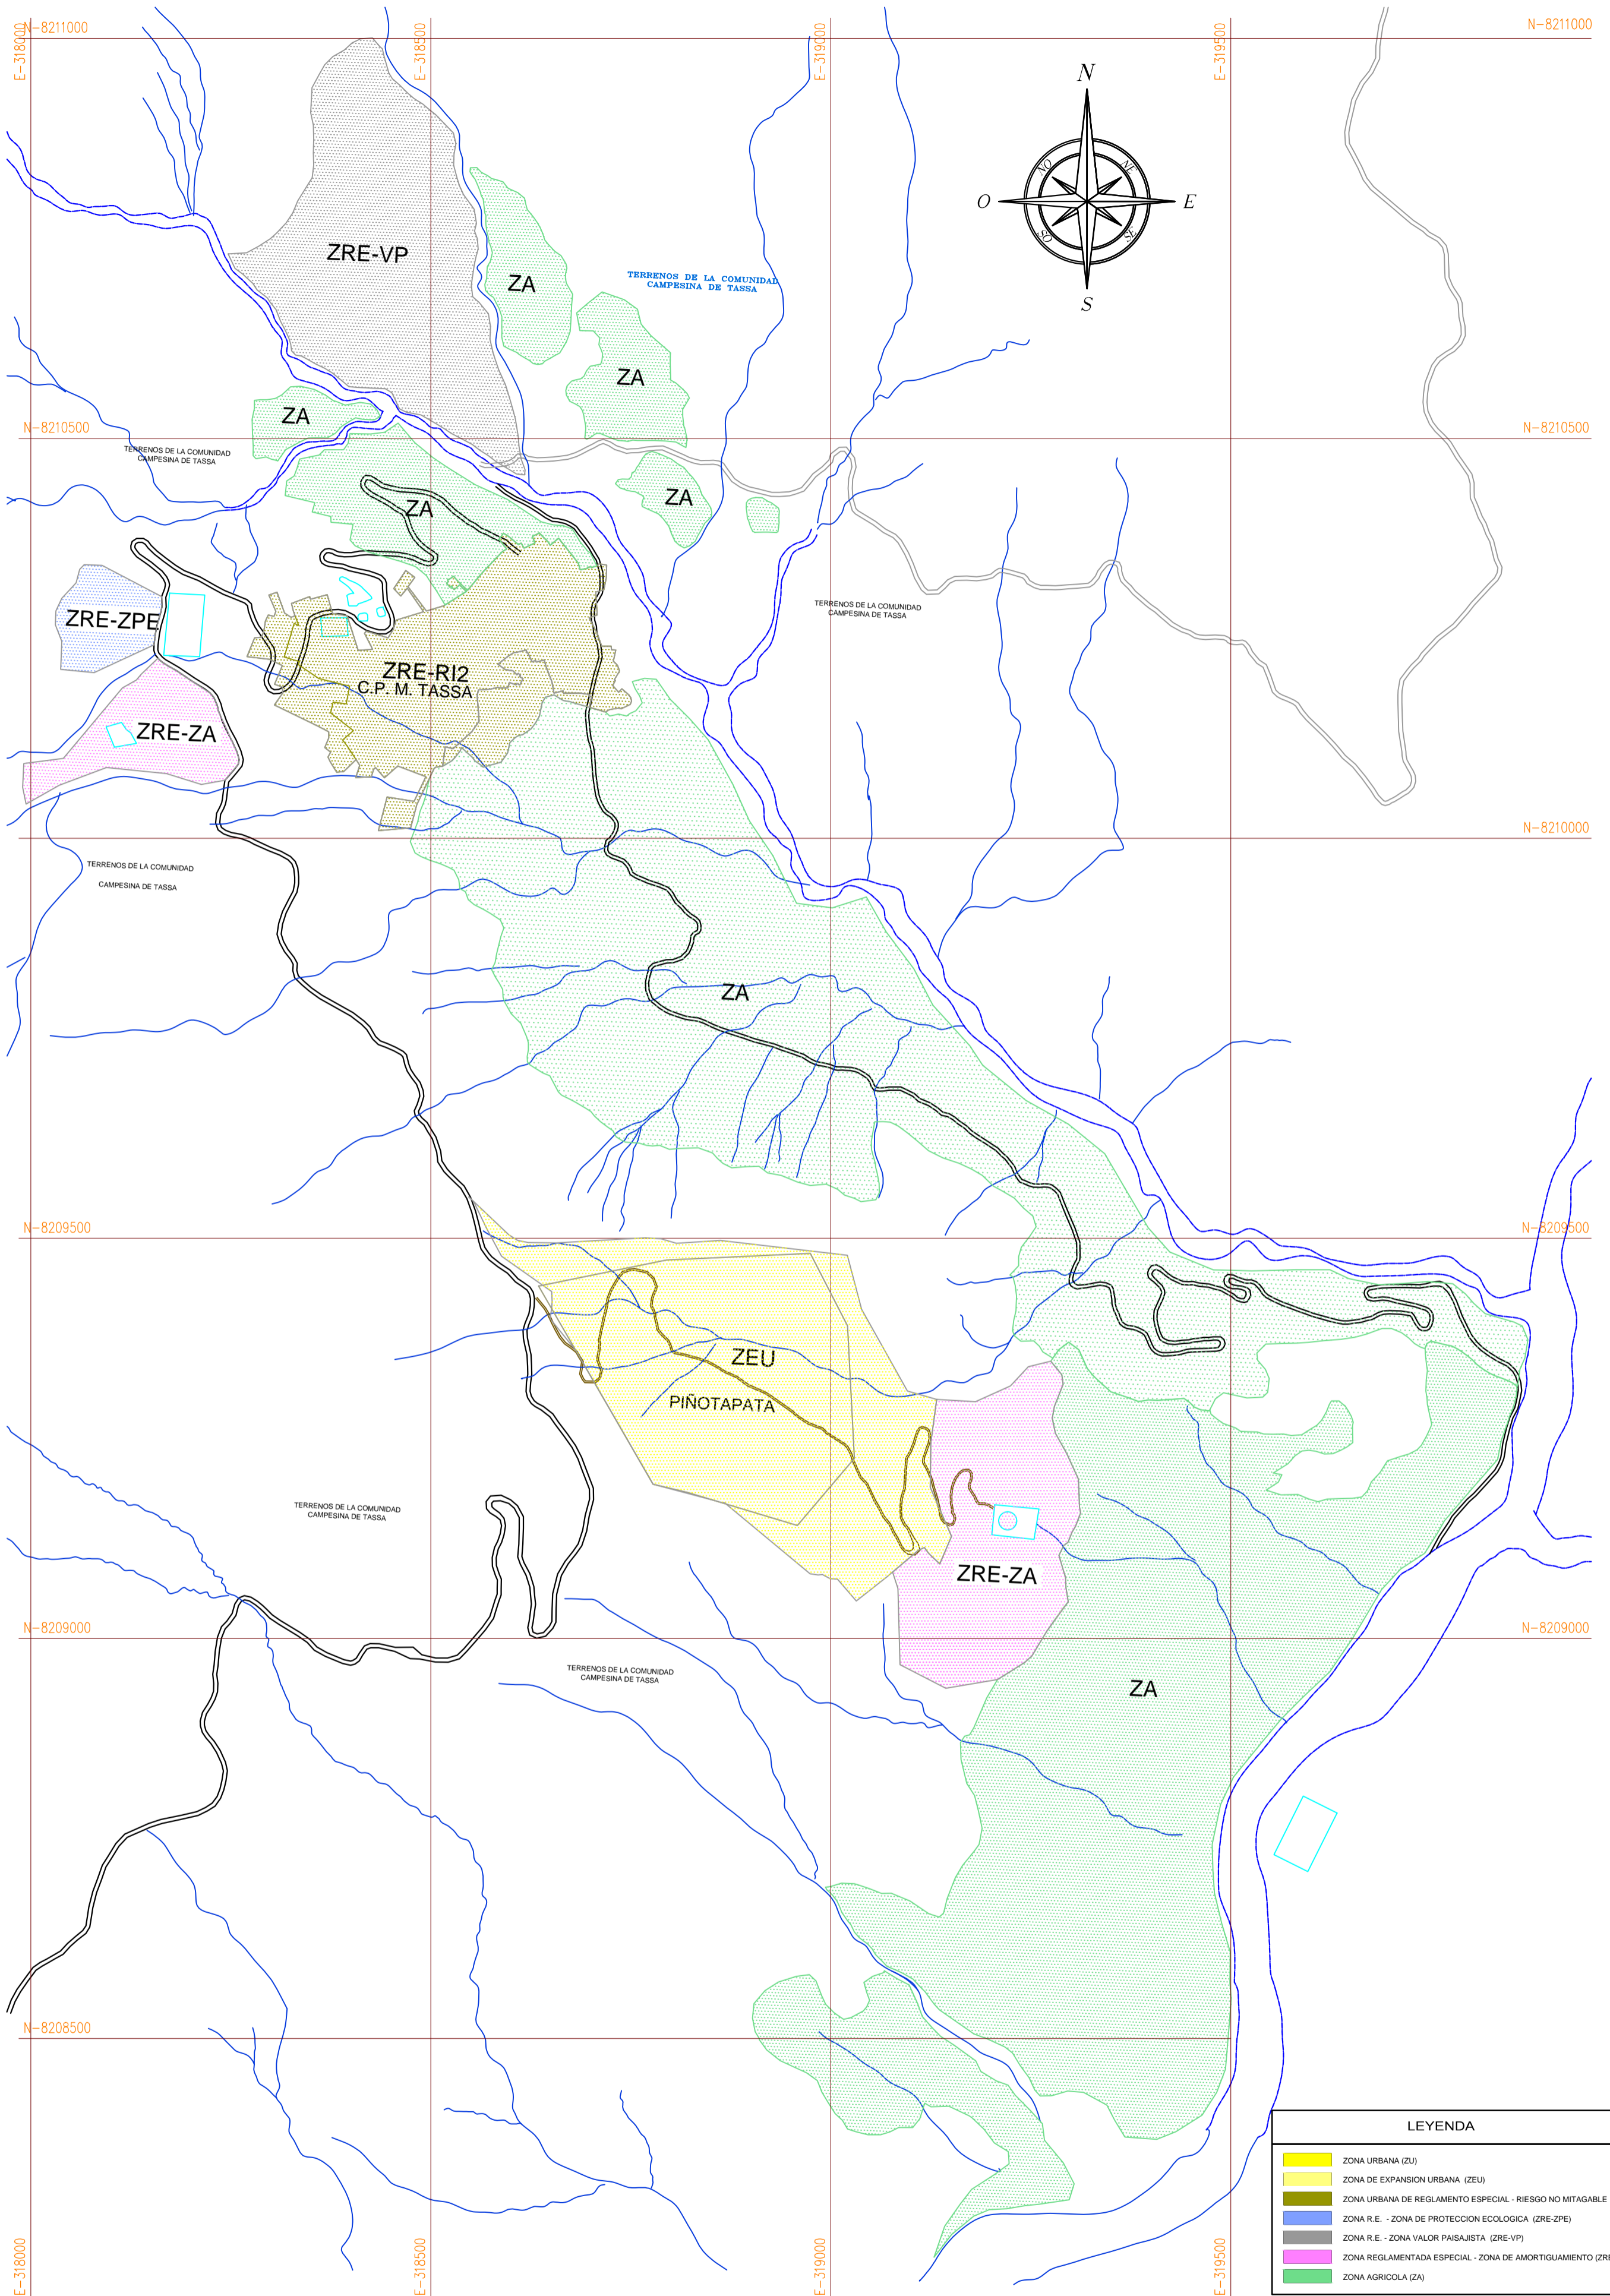 N-8211000
N-8211000
E-318000
E-318500
E-319000
E-319500
N
NO
NE
O
E
SO
SE
S
ZRE-VP
ZA
TERRENOS DE LA COMUNIDAD
CAMPESINA DE TASSA
ZA
ZA
N-8210500
N-8210500
TERRENOS DE LA COMUNIDAD
CAMPESINA DE TASSA
ZA
ZA
TERRENOS DE LA COMUNIDAD
CAMPESINA DE TASSA
ZRE-ZPE
ZRE-RI2
C.P. M. TASSA
ZRE-ZA
N-8210000
TERRENOS DE LA COMUNIDAD
CAMPESINA DE TASSA
ZA
N-8209500
N-8209500
ZEU
PIÑOTAPATA
TERRENOS DE LA COMUNIDAD
CAMPESINA DE TASSA
ZRE-ZA
N-8209000
N-8209000
TERRENOS DE LA COMUNIDAD
CAMPESINA DE TASSA
ZA
N-8208500
LEYENDA
ZONA URBANA (ZU)
ZONA DE EXPANSION URBANA (ZEU)
ZONA URBANA DE REGLAMENTO ESPECIAL - RIESGO NO MITAGABLE
ZONA R.E. - ZONA DE PROTECCION ECOLOGICA (ZRE-ZPE)
ZONA R.E. - ZONA VALOR PAISAJISTA (ZRE-VP)
ZONA REGLAMENTADA ESPECIAL - ZONA DE AMORTIGUAMIENTO (ZRE
ZONA AGRICOLA (ZA)
E-318000
E-318500
E-319000
E-319500